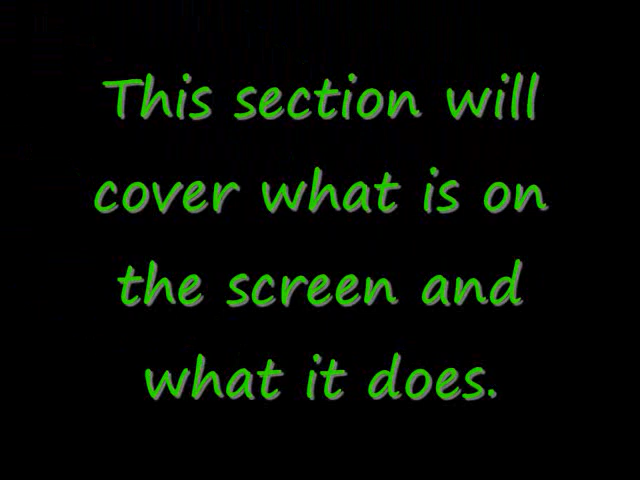 This section will
cover what is on
the screen and
what it does.